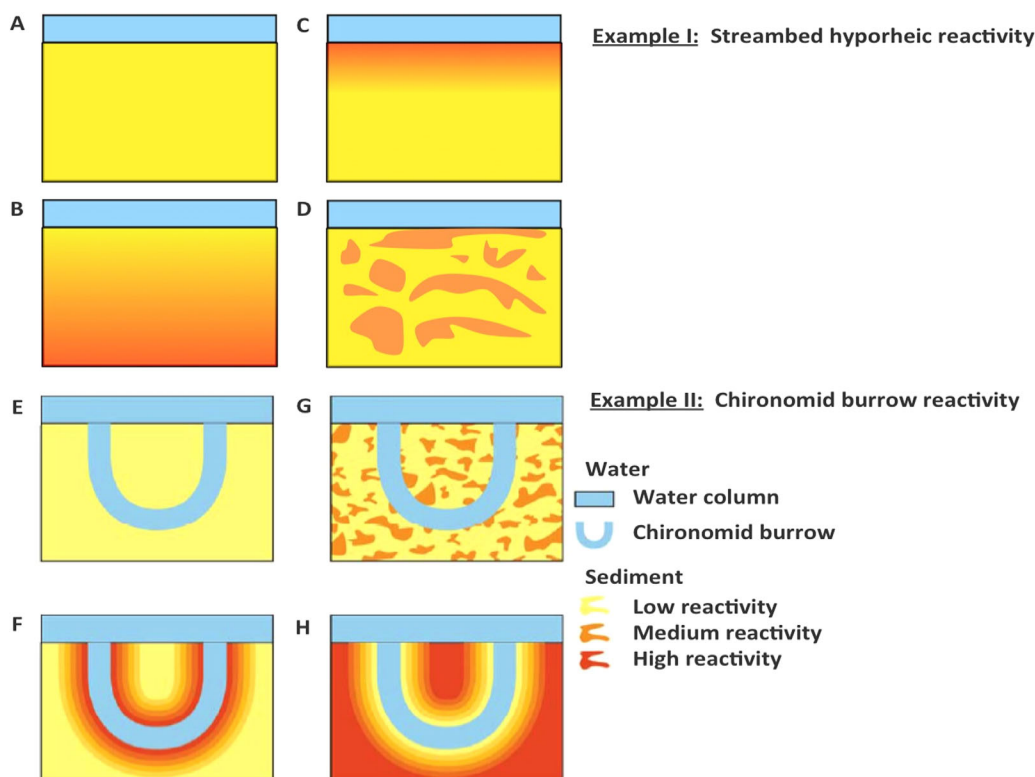 A
C
Example I: Streambed hyporheic reactivity
B
D
E
G
Example II: Chironomid burrow reactivity
Water
Water column
Chironomid burrow
Sediment
Low reactivity
Medium reactivity
High reactivity
F
H